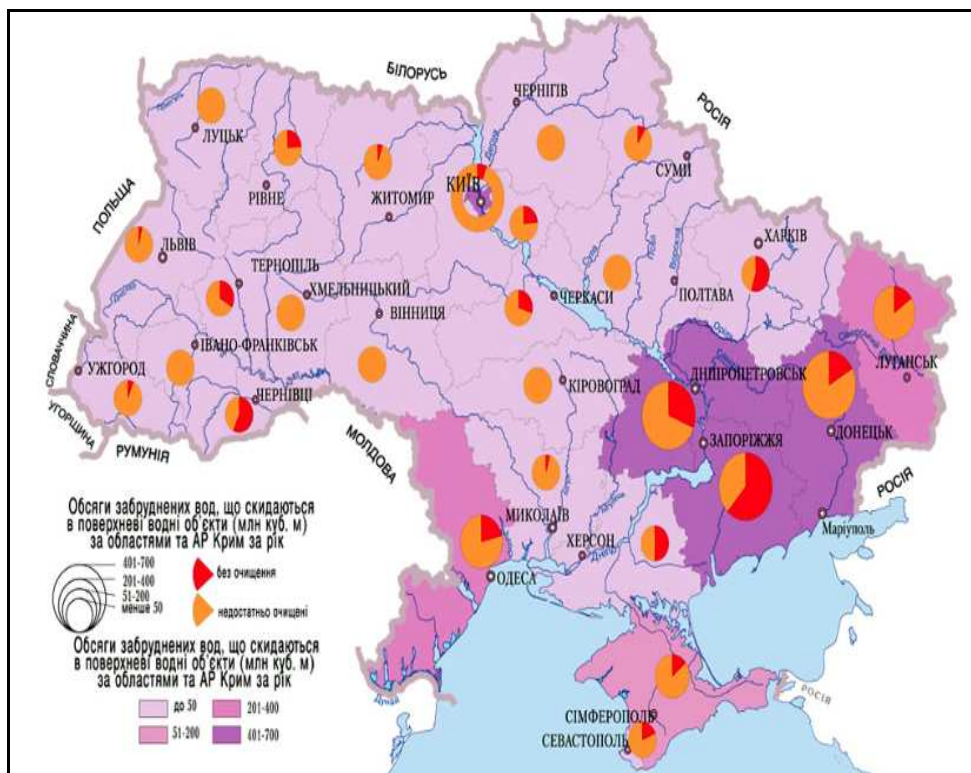 БІЛОРУСЬ
ЧЕРНІГІВ
РОСІЯ
ЛУЦЬК
СУМИ
КИЇВ
РІВНЕ
ЖИТОМИР
ПОЛЬЩА
ЛЬВІВ
ХАРКІВ
ТЕРНОПІЛЬ
ХМЕЛЬНИЦЬКИЙ
ВІННИЦЯ
ЧЕРКАСИ
ПОЛТАВА
СЛОВАЧЧИНА
ІВАНО-ФРАНКІВСЬК
УЖГОРОД
ЛУГАНСЬК
КІРОВОГРАД
ДНІПРОПЕТРОВСЬК
ЧЕРНІВЦІ
УГОРЩИНА
РУМУНІЯ
МОЛДОВА
ЗАПОРІЖЖЯ
ДОНЕЦЬК
РОСІЯ
МИКОЛАЇВ
Маріуполь
ХЕРСОН
Дніпро
ОДЕСА
Обсяги забруднених вод, що скидаються
в поверхневі водні об'єкти (млн куб. м)
за областями та АР Крим за рік
401-700
201-400
51-200
менше 50
без очищення
недостатньо очищені
Обсяги забруднених вод, що скидаються
в поверхневі водні об'єкти (млн куб. м)
за областями та АР Крим за рік
до 50
201-400
51-200
401-700
Дунай
РОСІЯ
СІМФЕРОПОЛЬ
СЕВАСТОПОЛЬ